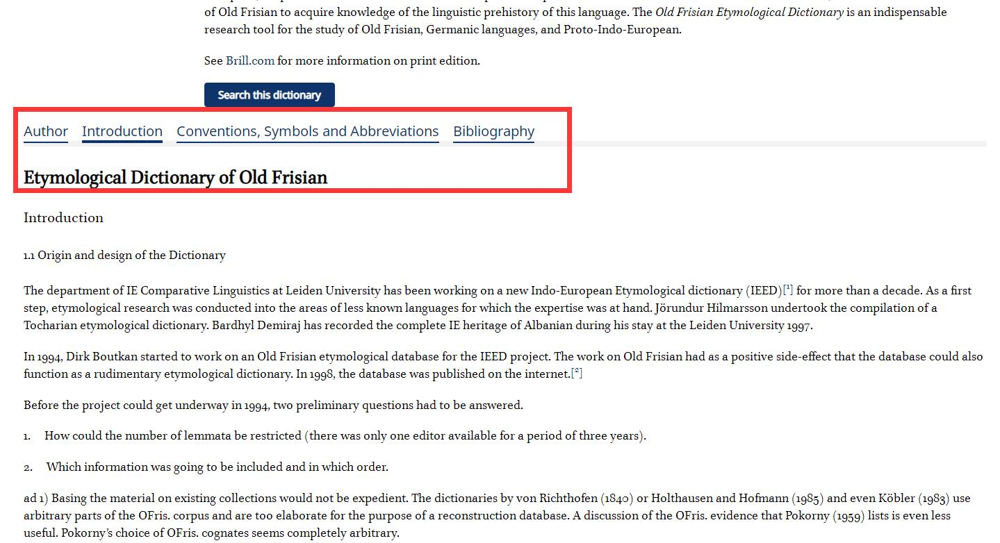 of Old Frisian to acquire knowledge of the linguistic prehistory of this language. The Old Frisian Etymological Dictionary is an indispensable
research tool for the study of Old Frisian, Germanic languages, and Proto-Indo-European.
See Brill.com for more information on print edition.
Search this dictionary
Author Introduction Conventions, Symbols and Abbreviations Bibliography
Etymological Dictionary of Old Frisian
Introduction
1.1 Origin and design of the Dictionary
The department of IE Comparative Linguistics at Leiden University has been working on a new Indo-European Etymological dictionary (IEED)[¹] for more than a decade. As a first
step, etymological research was conducted into the areas of less known languages for which the expertise was at hand. Jörundur Hilmarsson undertook the compilation of a
Tocharian etymological dictionary. Bardhyl Demiraj has recorded the complete IE heritage of Albanian during his stay at the Leiden University 1997.
In 1994, Dirk Boutkan started to work on an Old Frisian etymological database for the IEED project. The work on Old Frisian had as a positive side-effect that the database could also
function as a rudimentary etymological dictionary. In 1998, the database was published on the internet.[²]
Before the project could get underway in 1994, two preliminary questions had to be answered.
1. How could the number of lemmata be restricted (there was only one editor available for a period of three years).
2. Which information was going to be included and in which order.
ad 1) Basing the material on existing collections would not be expedient. The dictionaries by von Richthofen (1840) or Holthausen and Hofmann (1985) and even Köbler (1983) use
arbitrary parts of the OFris. corpus and are too elaborate for the purpose of a reconstruction database. A discussion of the OFris. evidence that Pokorny (1959) lists is even less
useful. Pokorny's choice of OFris. cognates seems completely arbitrary.